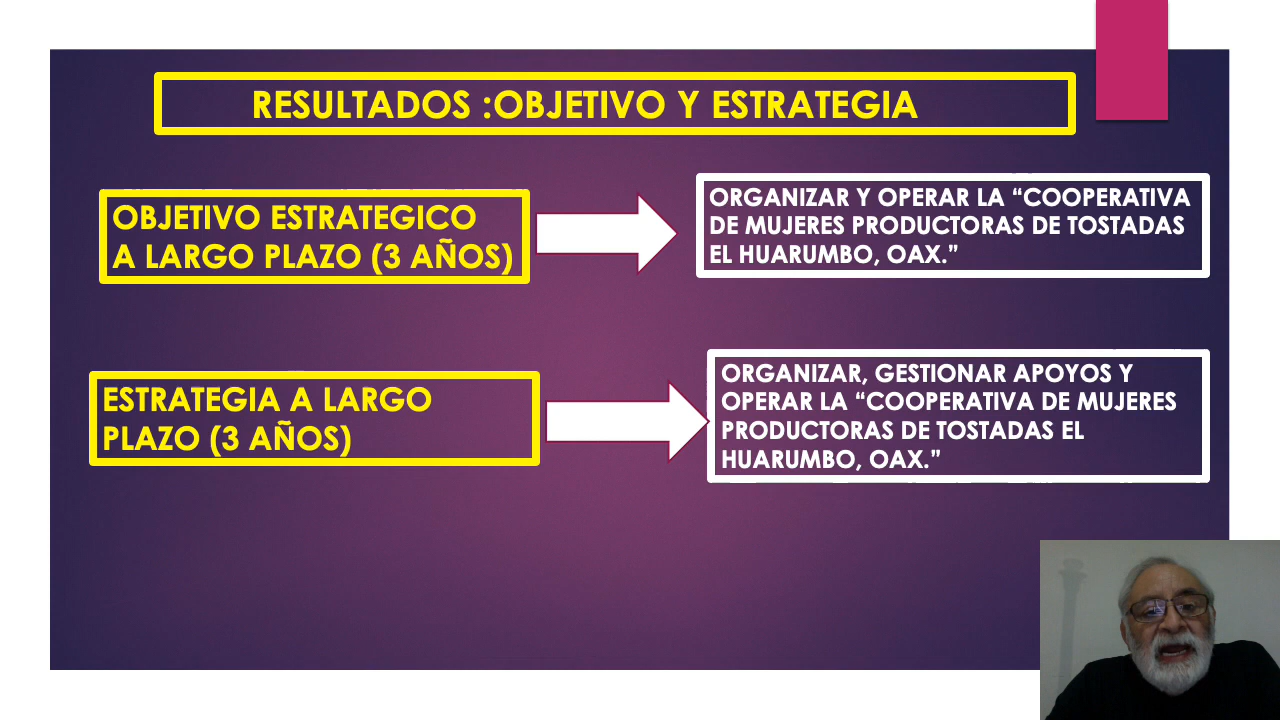 RESULTADOS :OBJETIVO Y ESTRATEGIA
OBJETIVO ESTRATEGICO
A LARGO PLAZO (3 AÑOS)
ORGANIZAR Y OPERAR LA “COOPERATIVA
DE MUJERES PRODUCTORAS DE TOSTADAS
EL HUARUMBO, OAX.”
ESTRATEGIA A LARGO
PLAZO (3 AÑOS)
ORGANIZAR, GESTIONAR APOYOS Y
OPERAR LA “COOPERATIVA DE MUJERES
PRODUCTORAS DE TOSTADAS EL
HUARUMBO, OAX.”